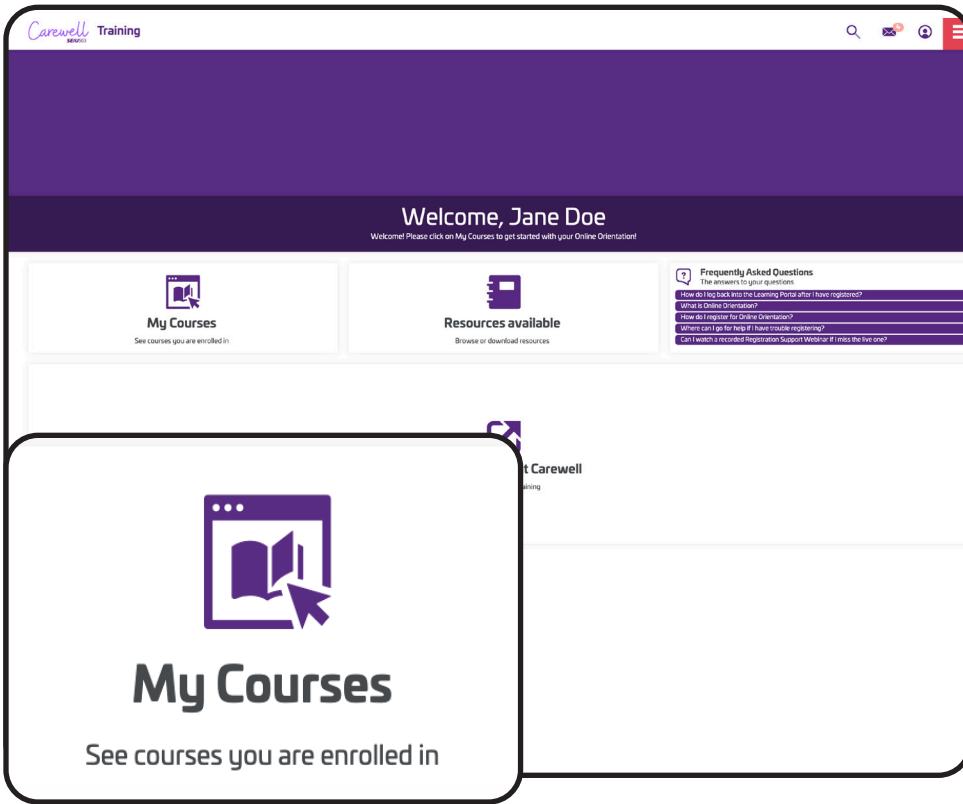 Carewell Training
SEIU503
Welcome, Jane Doe
Welcome! Please click on My Courses to get started with your Online Orientation!
My Courses
See courses you are enrolled in
Resources available
Browse or download resources
Frequently Asked Questions
The answers to your questions
How do I log back into the Learning Portal after I have registered?
What is Online Orientation?
How do I register for Online Orientation?
Where can I go for help if I have trouble registering?
Can I watch a recorded Registration Support Webinar if I miss the live one?
t Carewell
aining
My Courses
See courses you are enrolled in